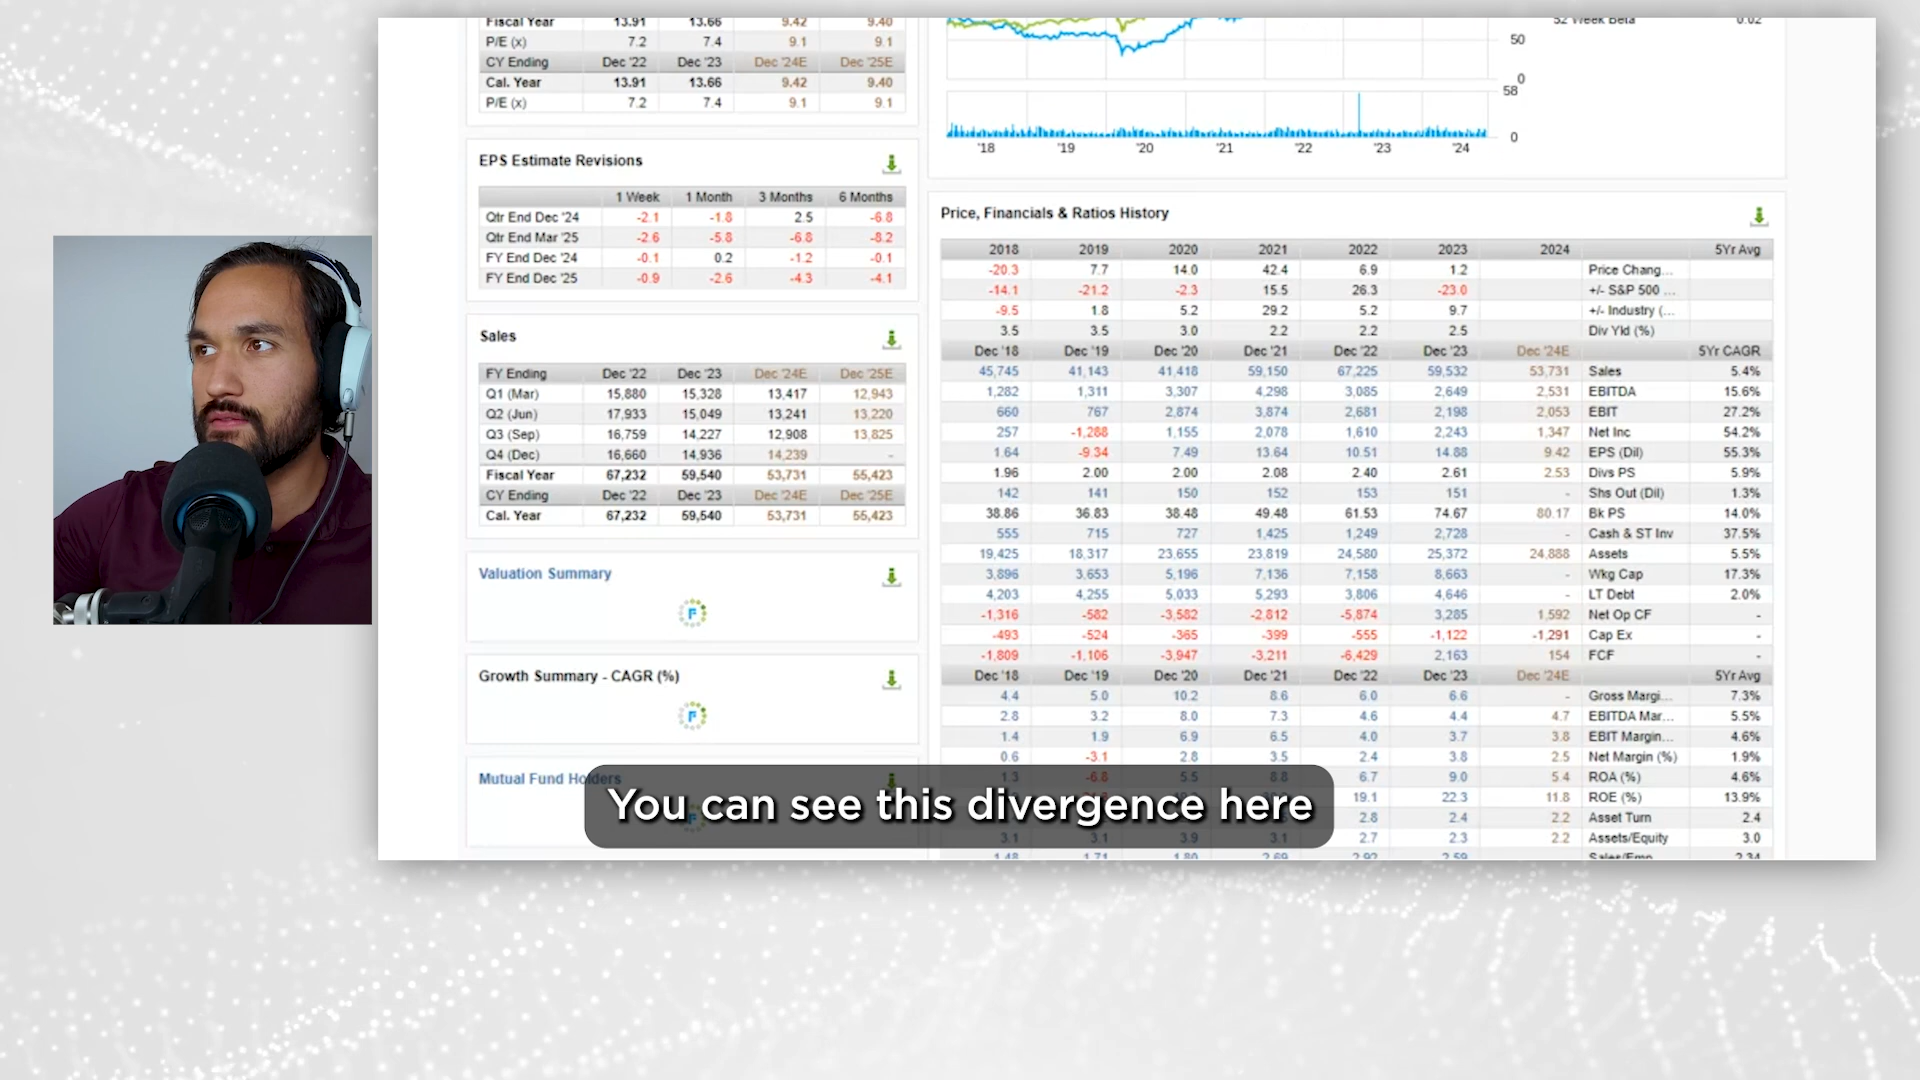 Fiscal Year 13.91 13.66 9.42 9.40
P/E (x) 7.2 7.4 9.1 9.1
CY Ending Dec '22 Dec '23 Dec '24E Dec '25E
Cal. Year 13.91 13.66 9.42 9.40
P/E (x) 7.2 7.4 9.1 9.1
EPS Estimate Revisions
1 Week 1 Month 3 Months 6 Months
Qtr End Dec '24 -2.1 -1.8 2.5 -6.8
Qtr End Mar '25 -2.6 -5.8 -6.8 -8.2
FY End Dec '24 -0.1 0.2 -1.2 -0.1
FY End Dec '25 -0.9 -2.6 -4.3 -4.1
Sales
FY Ending Dec '22 Dec '23 Dec '24E Dec '25E
Q1 (Mar) 15,880 15,328 13,417 12,943
Q2 (Jun) 17,933 15,049 13,241 13,220
Q3 (Sep) 16,759 14,227 12,908 13,825
Q4 (Dec) 16,660 14,936 14,239 -
Fiscal Year 67,232 59,540 53,731 55,423
CY Ending Dec '22 Dec '23 Dec '24E Dec '25E
Cal. Year 67,232 59,540 53,731 55,423
Valuation Summary
F
Growth Summary - CAGR (%)
F
Mutual Fund Holders
52 Week Beta 0.02
50
0
58
0
'18 '19 '20 '21 '22 '23 '24
Price, Financials & Ratios History
2018 2019 2020 2021 2022 2023 2024 5Yr Avg
-20.3 7.7 14.0 42.4 6.9 1.2 Price Chang...
-14.1 -21.2 -2.3 15.5 26.3 -23.0 +/- S&P 500 ...
-9.5 1.8 5.2 29.2 5.2 9.7 +/- Industry (...
3.5 3.5 3.0 2.2 2.2 2.5 Div Yld (%)
Dec '18 Dec '19 Dec '20 Dec '21 Dec '22 Dec '23 Dec '24E 5Yr CAGR
45,745 41,143 41,418 59,150 67,225 59,532 53,731 Sales 5.4%
1,282 1,311 3,307 4,298 3,085 2,649 2,531 EBITDA 15.6%
660 767 2,874 3,874 2,681 2,198 2,053 EBIT 27.2%
257 -1,288 1,155 2,078 1,610 2,243 1,347 Net Inc 54.2%
1.64 -9.34 7.49 13.64 10.51 14.88 9.42 EPS (Dil) 55.3%
1.96 2.00 2.00 2.08 2.40 2.61 2.53 Divs PS 5.9%
142 141 150 152 153 151 - Shs Out (Dil) 1.3%
38.86 36.83 38.48 49.48 61.53 74.67 80.17 Bk PS 14.0%
555 715 727 1,425 1,249 2,728 - Cash & ST Inv 37.5%
19,425 18,317 23,655 23,819 24,580 25,372 24,888 Assets 5.5%
3,896 3,653 5,196 7,136 7,158 8,663 - Wkg Cap 17.3%
4,203 4,255 5,033 5,293 3,806 4,646 - LT Debt 2.0%
-1,316 -582 -3,582 -2,812 -5,874 3,285 1,592 Net Op CF -
-493 -524 -365 -399 -555 -1,122 -1,291 Cap Ex -
-1,809 -1,106 -3,947 -3,211 -6,429 2,163 154 FCF -
Dec '18 Dec '19 Dec '20 Dec '21 Dec '22 Dec '23 Dec '24E 5Yr Avg
4.4 5.0 10.2 8.6 6.0 6.6 - Gross Margi... 7.3%
2.8 3.2 8.0 7.3 4.6 4.4 4.7 EBITDA Mar... 5.5%
1.4 1.9 6.9 6.5 4.0 3.7 3.8 EBIT Margin... 4.6%
0.6 -3.1 2.8 3.5 2.4 3.8 2.5 Net Margin (%) 1.9%
1.3 -6.8 5.5 8.8 6.7 9.0 5.4 ROA (%) 4.6%
19.1 22.3 11.8 ROE (%) 13.9%
2.8 2.4 2.2 Asset Turn 2.4
3.1 3.1 3.9 3.1 2.7 2.3 2.2 Assets/Equity 3.0
1.48 1.71 1.80 2.69 2.92 2.59 Sales/Emp 2.34
You can see this divergence here